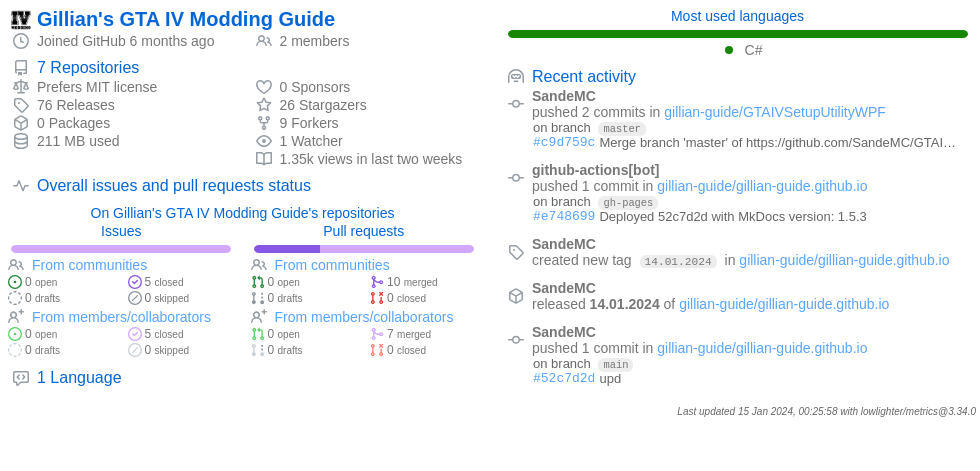 Gillian's GTA IV Modding Guide
Joined GitHub 6 months ago
2 members
7 Repositories
Prefers MIT license
76 Releases
0 Packages
211 MB used
0 Sponsors
26 Stargazers
9 Forkers
1 Watcher
1.35k views in last two weeks
Overall issues and pull requests status
On Gillian's GTA IV Modding Guide's repositories
Issues
From communities
0 open
5 closed
0 drafts
0 skipped
From members/collaborators
0 open
5 closed
0 drafts
0 skipped
Pull requests
From communities
0 open
10 merged
0 drafts
0 closed
From members/collaborators
0 open
7 merged
0 drafts
0 closed
1 Language
Most used languages
C#
Recent activity
SandeMC
pushed 2 commits in gillian-guide/GTAIVSetupUtilityWPF
on branch master
#c9d759c Merge branch 'master' of https://github.com/SandeMC/GTAI…
github-actions[bot]
pushed 1 commit in gillian-guide/gillian-guide.github.io
on branch gh-pages
#e748699 Deployed 52c7d2d with MkDocs version: 1.5.3
SandeMC
created new tag 14.01.2024 in gillian-guide/gillian-guide.github.io
SandeMC
released 14.01.2024 of gillian-guide/gillian-guide.github.io
SandeMC
pushed 1 commit in gillian-guide/gillian-guide.github.io
on branch main
#52c7d2d upd
Last updated 15 Jan 2024, 00:25:58 with lowlighter/metrics@3.34.0